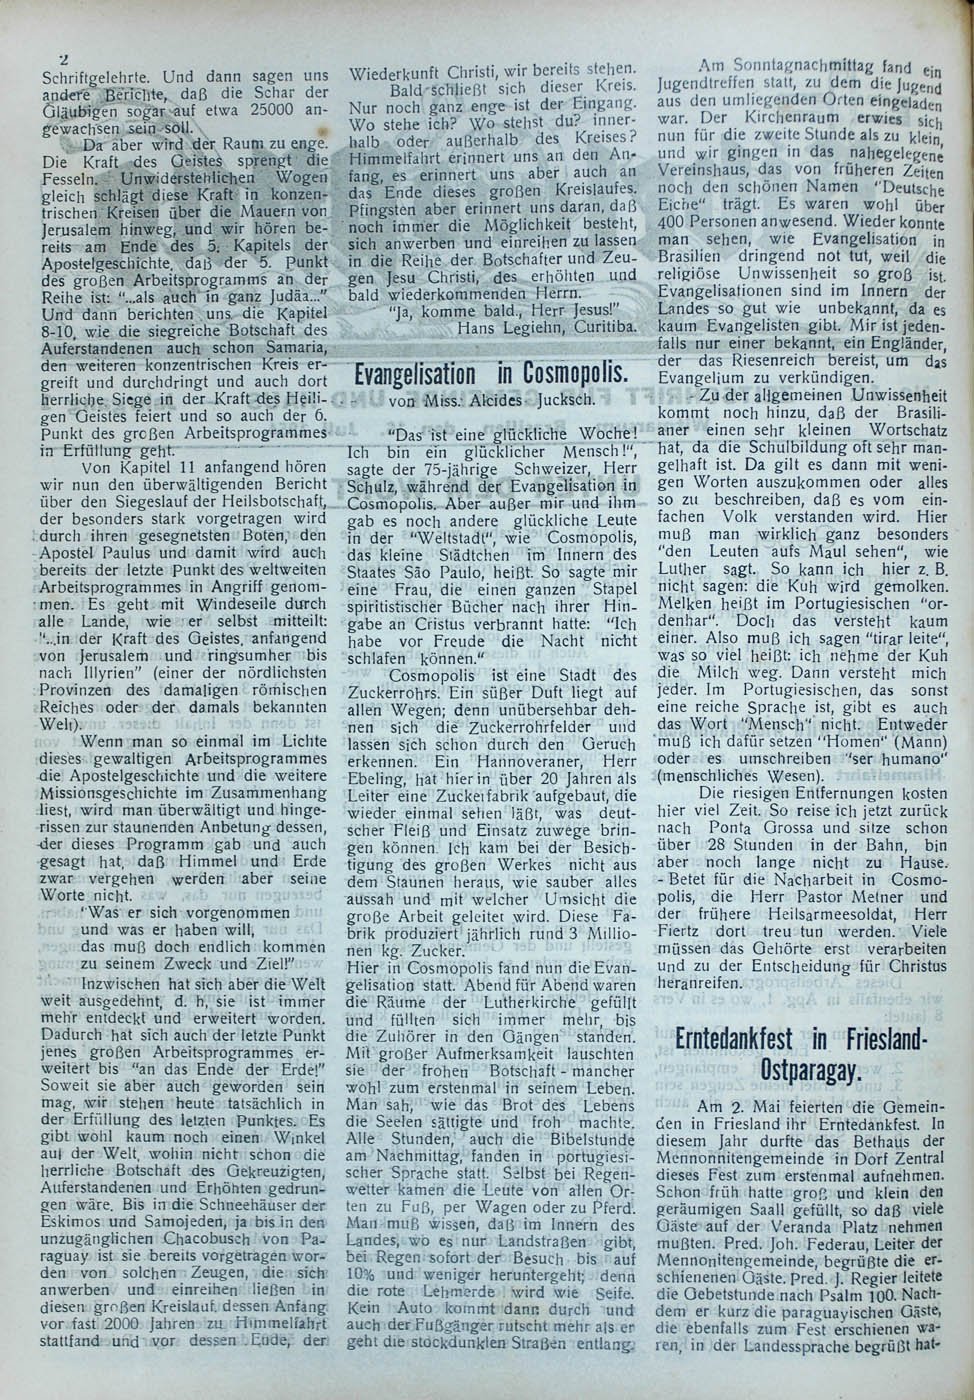 2
Schriftgelehrte. Und dann sagen uns
andere Berichte, daß die Schar der
Gläubigen sogar auf etwa 25000 an-
gewachsen sein soll.
Da aber wird der Raum zu enge.
Die Kraft des Geistes sprengt die
Fesseln. Unwiderstehlichen Wogen
gleich schlägt diese Kraft in konzen-
trischen Kreisen über die Mauern von
Jerusalem hinweg, und wir hören be-
reits am Ende des 5. Kapitels der
Apostelgeschichte, daß der 5. Punkt
des großen Arbeitsprogramms an der
Reihe ist: "...als auch in ganz Judäa..."
Und dann berichten uns die Kapitel
8-10, wie die siegreiche Botschaft des
Auferstandenen auch schon Samaria,
den weiteren konzentrischen Kreis er-
greift und durchdringt und auch dort
herrliche Siege in der Kraft des Heili-
gen Geistes feiert und so auch der 6.
Punkt des großen Arbeitsprogrammes
in Erfüllung geht.
Von Kapitel 11 anfangend hören
wir nun den überwältigenden Bericht
über den Siegeslauf der Heilsbotschaft,
der besonders stark vorgetragen wird
durch ihren gesegnetsten Boten, den
Apostel Paulus und damit wird auch
bereits der letzte Punkt des weltweiten
Arbeitsprogrammes in Angriff genom-
men. Es geht mit Windeseile durch
alle Lande, wie er selbst mitteilt:
"...in der Kraft des Geistes, anfangend
von Jerusalem und ringsumher bis
nach Illyrien" (einer der nördlichsten
Provinzen des damaligen römischen
Reiches oder der damals bekannten
Welt).
Wenn man so einmal im Lichte
dieses gewaltigen Arbeitsprogrammes
die Apostelgeschichte und die weitere
Missionsgeschichte im Zusammenhang
liest, wird man überwältigt und hinge-
rissen zur staunenden Anbetung dessen,
der dieses Programm gab und auch
gesagt hat, daß Himmel und Erde
zwar vergehen werden aber seine
Worte nicht.
"Was er sich vorgenommen
und was er haben will,
das muß doch endlich kommen
zu seinem Zweck und Ziel!"
Inzwischen hat sich aber die Welt
weit ausgedehnt, d. h, sie ist immer
mehr entdeckt und erweitert worden.
Dadurch hat sich auch der letzte Punkt
jenes großen Arbeitsprogrammes er-
weitert bis "an das Ende der Erde!"
Soweit sie aber auch geworden sein
mag, wir stehen heute tatsächlich in
der Erfüllung des letzten Punktes. Es
gibt wohl kaum noch einen Winkel
auf der Welt, wohin nicht schon die
herrliche Botschaft des Gekreuzigten,
Auferstandenen und Erhöhten gedrun-
gen wäre. Bis in die Schneehäuser der
Eskimos und Samojeden, ja bis in den
unzugänglichen Chacobusch von Pa-
raguay ist sie bereits vorgetragen wor-
den von solchen Zeugen, die sich
anwerben und einreihen ließen in
diesen großen Kreislauf, dessen Anfang
vor fast 2000 Jahren zu Himmelfahrt
stattfand und vor dessen Ende, der
Wiederkunft Christi, wir bereits stehen.
Bald schließt sich dieser Kreis.
Nur noch ganz enge ist der Eingang.
Wo stehe ich? Wo stehst du? inner-
halb oder außerhalb des Kreises?
Himmelfahrt erinnert uns an den An-
fang, es erinnert uns aber auch an
das Ende dieses großen Kreislaufes.
Pfingsten aber erinnert uns daran, daß
noch immer die Möglichkeit besteht,
sich anwerben und einreihen zu lassen
in die Reihe der Botschafter und Zeu-
gen Jesu Christi, des erhöhten und
bald wiederkommenden Herrn.
"Ja, komme bald., Herr Jesus!"
Hans Legiehn, Curitiba.
Evangelisation in Cosmopolis.
von Miss. Alcides Jucksch.
"Das ist eine glückliche Woche!
Ich bin ein glücklicher Mensch!",
sagte der 75-jährige Schweizer, Herr
Schulz, während der Evangelisation in
Cosmopolis. Aber außer mir und ihm
gab es noch andere glückliche Leute
in der "Weltstadt", wie Cosmopolis,
das kleine Städtchen im Innern des
Staates São Paulo, heißt. So sagte mir
eine Frau, die einen ganzen Stapel
spiritistischer Bücher nach ihrer Hin-
gabe an Cristus verbrannt hatte: "Ich
habe vor Freude die Nacht nicht
schlafen können."
Cosmopolis ist eine Stadt des
Zuckerrohrs. Ein süßer Duft liegt auf
allen Wegen; denn unübersehbar deh-
nen sich die Zuckerrohrfelder und
lassen sich schon durch den Geruch
erkennen. Ein Hannoveraner, Herr
Ebeling, hat hier in über 20 Jahren als
Leiter eine Zuckerfabrik aufgebaut, die
wieder einmal sehen läßt, was deut-
scher Fleiß und Einsatz zuwege brin-
gen können. Ich kam bei der Besich-
tigung des großen Werkes nicht aus
dem Staunen heraus, wie sauber alles
aussah und mit welcher Umsicht die
große Arbeit geleitet wird. Diese Fa-
brik produziert jährlich rund 3 Millio-
nen kg. Zucker.
Hier in Cosmopolis fand nun die Evan-
gelisation statt. Abend für Abend waren
die Räume der Lutherkirche gefüllt
und füllten sich immer mehr, bis
die Zuhörer in den Gängen standen.
Mit großer Aufmerksamkeit lauschten
sie der frohen Botschaft - mancher
wohl zum erstenmal in seinem Leben.
Man sah, wie das Brot des Lebens
die Seelen sättigte und froh machte.
Alle Stunden, auch die Bibelstunde
am Nachmittag, fanden in portugiesi-
scher Sprache statt. Selbst bei Regen-
wetter kamen die Leute von allen Or-
ten zu Fuß, per Wagen oder zu Pferd.
Man muß wissen, daß im Innern des
Landes, wo es nur Landstraßen gibt,
bei Regen sofort der Besuch bis auf
10% und weniger heruntergeht; denn
die rote Lehmerde wird wie Seife.
Kein Auto kommt dann durch und
auch der Fußgänger rutscht mehr als er
geht die stockdunklen Straßen entlang.
Am Sonntagnachmittag fand ein
Jugendtreffen statt, zu dem die Jugend
aus den umliegenden Orten eingeladen
war. Der Kirchenraum erwies sich
nun für die zweite Stunde als zu klein,
und wir gingen in das nahegelegene
Vereinshaus, das von früheren Zeiten
noch den schönen Namen "Deutsche
Eiche" trägt. Es waren wohl über
400 Personen anwesend. Wieder konnte
man sehen, wie Evangelisation in
Brasilien dringend not tut, weil die
religiöse Unwissenheit so groß ist.
Evangelisationen sind im Innern der
Landes so gut wie unbekannt, da es
kaum Evangelisten gibt. Mir ist jeden-
falls nur einer bekannt, ein Engländer,
der das Riesenreich bereist, um das
Evangelium zu verkündigen.
- Zu der allgemeinen Unwissenheit
kommt noch hinzu, daß der Brasili-
aner einen sehr kleinen Wortschatz
hat, da die Schulbildung oft sehr man-
gelhaft ist. Da gilt es dann mit weni-
gen Worten auszukommen oder alles
so zu beschreiben, daß es vom ein-
fachen Volk verstanden wird. Hier
muß man wirklich ganz besonders
"den Leuten aufs Maul sehen", wie
Luther sagt. So kann ich hier z. B.
nicht sagen: die Kuh wird gemolken.
Melken heißt im Portugiesischen "or-
denhar". Doch das versteht kaum
einer. Also muß ich sagen "tirar leite",
was so viel heißt: ich nehme der Kuh
die Milch weg. Dann versteht mich
jeder. Im Portugiesischen, das sonst
eine reiche Sprache ist, gibt es auch
das Wort "Mensch" nicht. Entweder
muß ich dafür setzen "Homen" (Mann)
oder es umschreiben "ser humano"
(menschliches Wesen).
Die riesigen Entfernungen kosten
hier viel Zeit. So reise ich jetzt zurück
nach Ponta Grossa und sitze schon
über 28 Stunden in der Bahn, bin
aber noch lange nicht zu Hause.
- Betet für die Nacharbeit in Cosmo-
polis, die Herr Pastor Metner und
der frühere Heilsarmeesoldat, Herr
Fiertz dort treu tun werden. Viele
müssen das Gehörte erst verarbeiten
und zu der Entscheidung für Christus
heranreifen.
Erntedankfest in Friesland-
Ostparagay.
Am 2. Mai feierten die Gemein-
den in Friesland ihr Erntedankfest. In
diesem Jahr durfte das Bethaus der
Mennonnitengemeinde in Dorf Zentral
dieses Fest zum erstenmal aufnehmen.
Schon früh hatte groß und klein den
geräumigen Saall gefüllt, so daß viele
Gäste auf der Veranda Platz nehmen
mußten. Pred. Joh. Federau, Leiter der
Mennonitengemeinde, begrüßte die er-
schienenen Gäste. Pred. J. Regier leitete
die Gebetstunde nach Psalm 100. Nach-
dem er kurz die paraguayischen Gäste,
die ebenfalls zum Fest erschienen wa-
ren, in der Landessprache begrüßt hat-